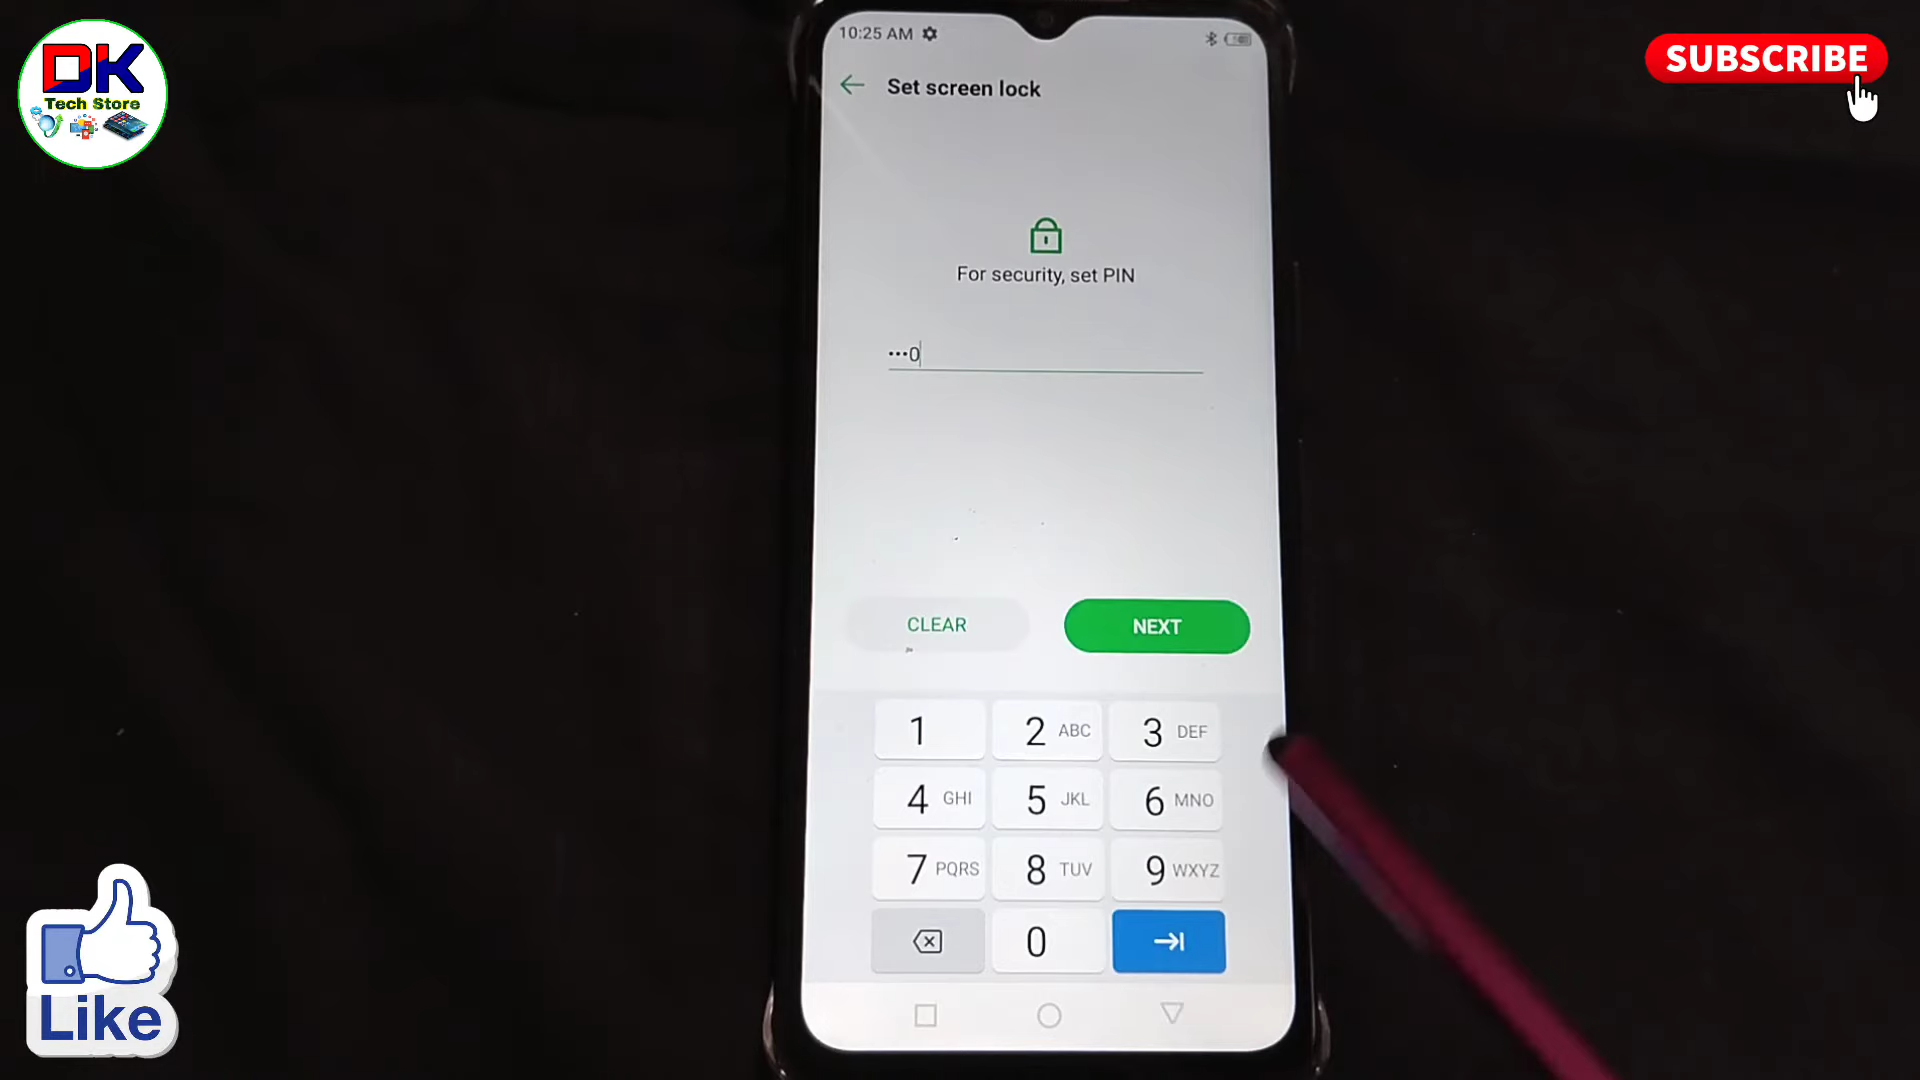 DK
Tech Store
SUBSCRIBE
10:25 AM
Set screen lock
For security, set PIN
•••0
CLEAR
NEXT
1
2 ABC
3 DEF
4 GHI
5 JKL
6 MNO
7 PQRS
8 TUV
9 WXYZ
0
Like